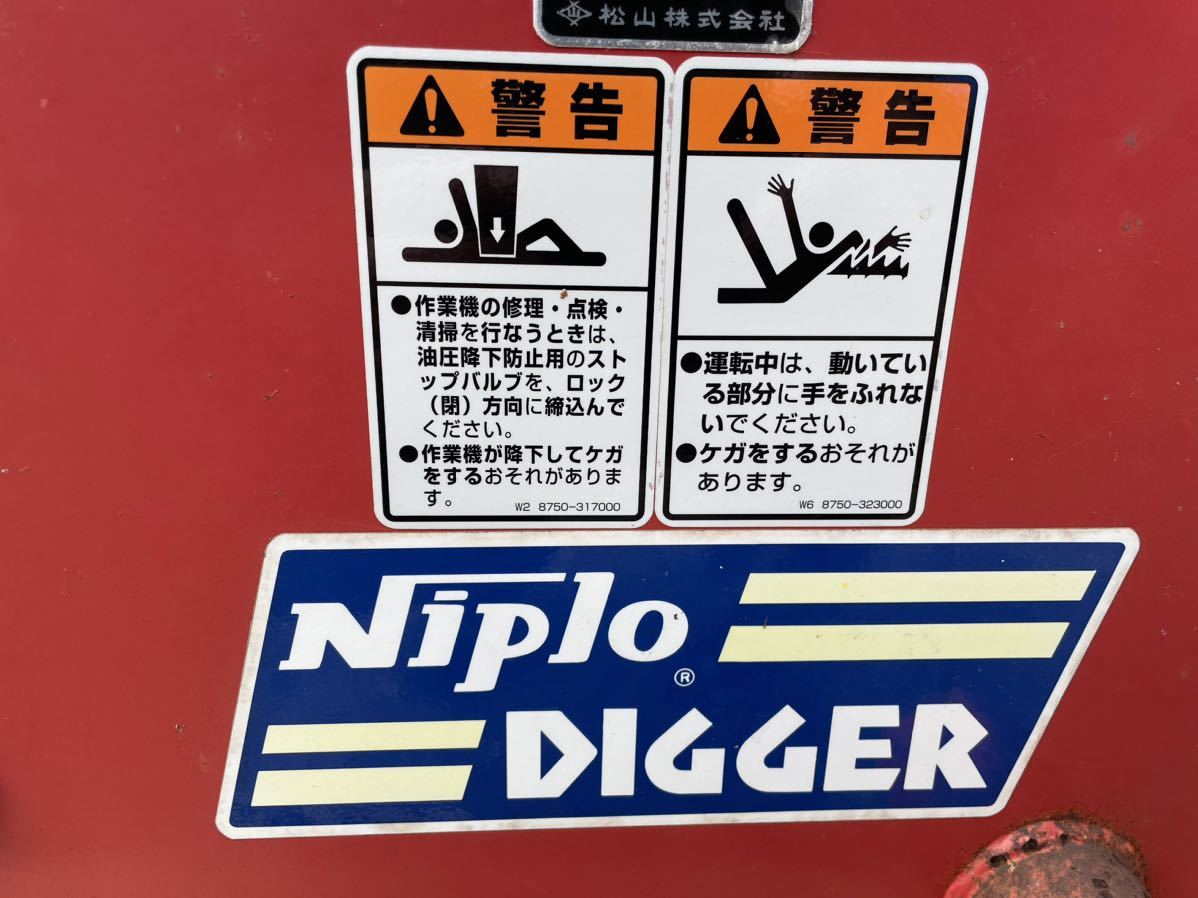 松山株式会社
警告
●作業機の修理・点検・
清掃を行なうときは、
油圧降下防止用のスト
ップバルブを、ロック
（閉）方向に締込んで
ください。
●作業機が降下してケガ
をするおそれがありま
す。
W2 8750-317000
警告
●運転中は、動いてい
る部分に手をふれな
いでください。
●ケガをするおそれが
あります。
W6 8750-323000
Niplo
®
DIGGER